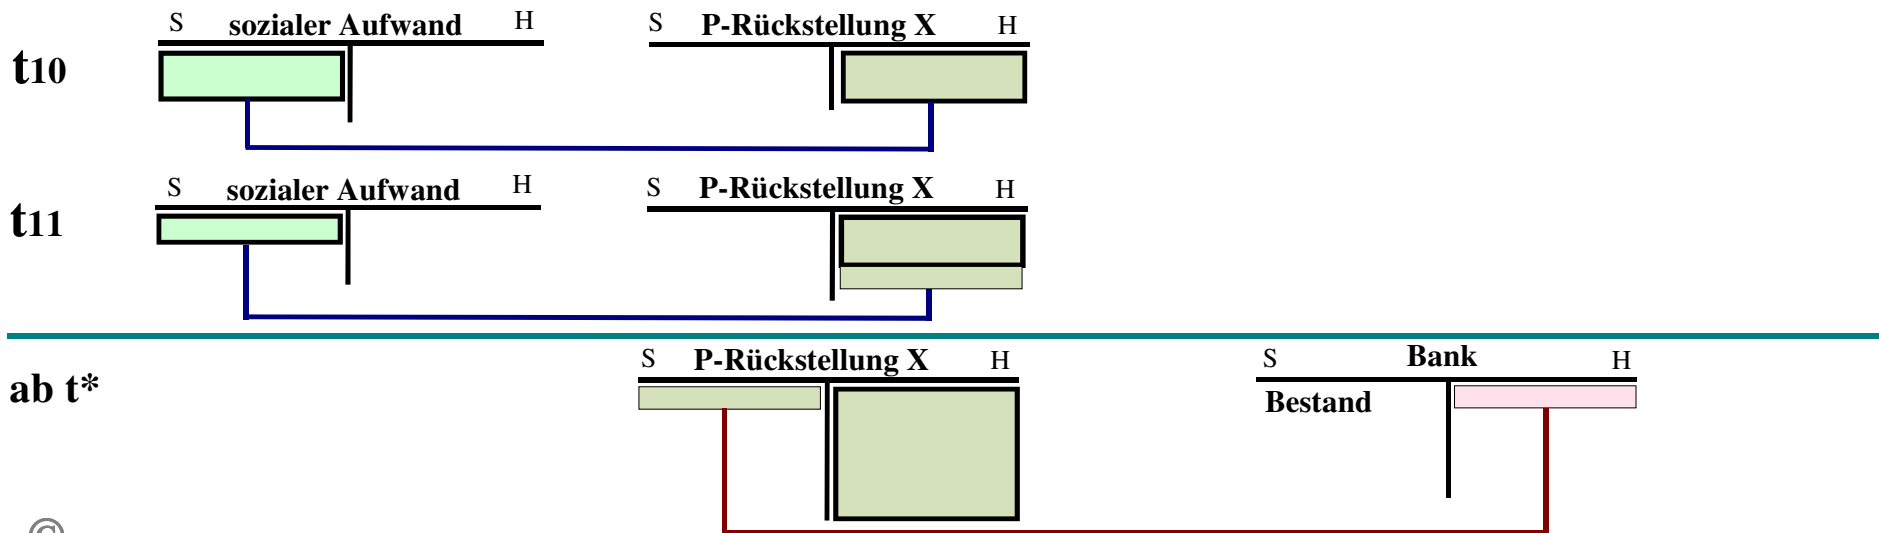 S sozialer Aufwand H S P-Rückstellung X H
t10
S sozialer Aufwand H S P-Rückstellung X H
t11
S P-Rückstellung X H S Bank H
ab t* Bestand
©